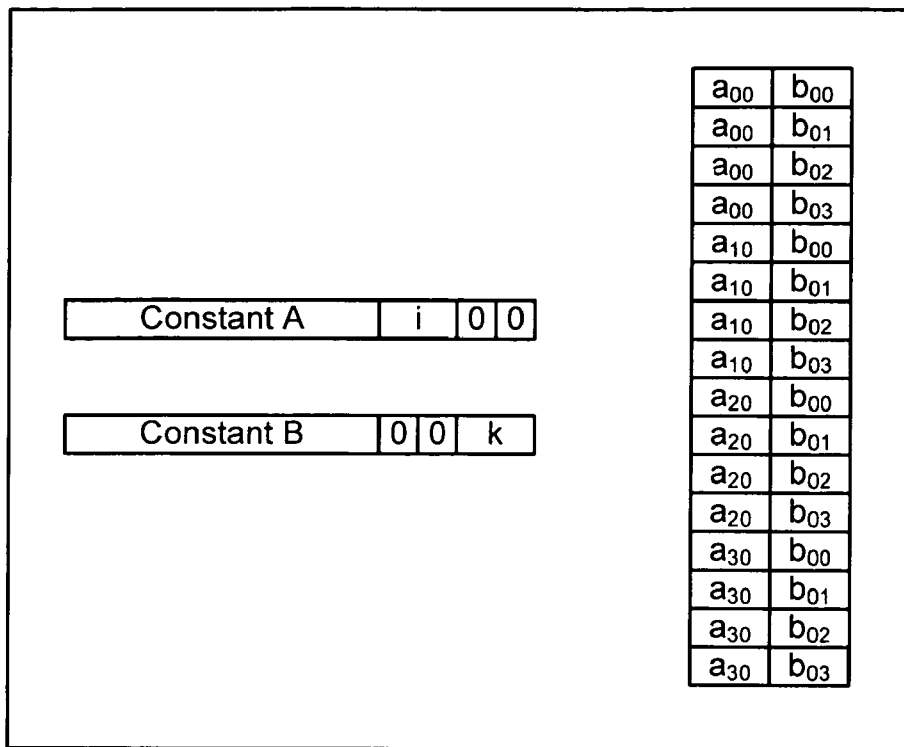 a₀₀ b₀₀
a₀₀ b₀₁
a₀₀ b₀₂
a₀₀ b₀₃
a₁₀ b₀₀
a₁₀ b₀₁
Constant A i 0 0
a₁₀ b₀₂
a₁₀ b₀₃
a₂₀ b₀₀
Constant B 0 0 k
a₂₀ b₀₁
a₂₀ b₀₂
a₂₀ b₀₃
a₃₀ b₀₀
a₃₀ b₀₁
a₃₀ b₀₂
a₃₀ b₀₃